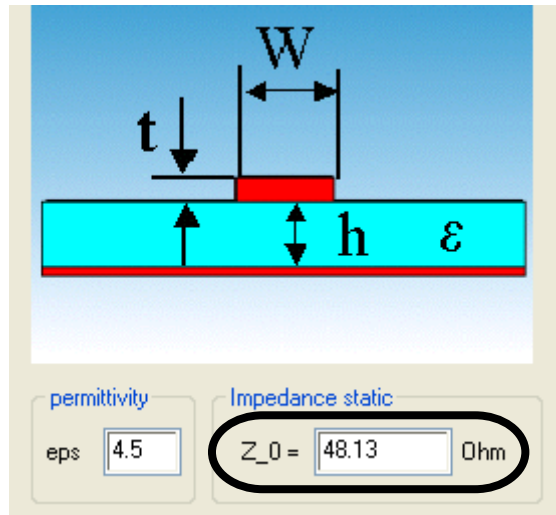 W
t
h ε
permittivity
eps 4.5
Impedance static
Z_0 = 48.13 Ohm